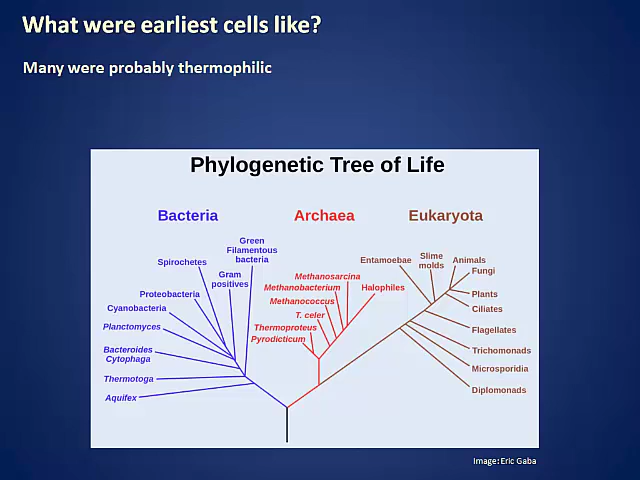 What were earliest cells like?
Many were probably thermophilic
Phylogenetic Tree of Life
Bacteria
Archaea
Eukaryota
Green
Filamentous
bacteria
Spirochetes
Gram
positives
Proteobacteria
Cyanobacteria
Planctomyces
Bacteroides
Cytophaga
Thermotoga
Aquifex
Methanosarcina
Methanobacterium
Halophiles
Methanococcus
T. celer
Thermoproteus
Pyrodicticum
Entamoebae
Slime
molds
Animals
Fungi
Plants
Ciliates
Flagellates
Trichomonads
Microsporidia
Diplomonads
Image: Eric Gaba